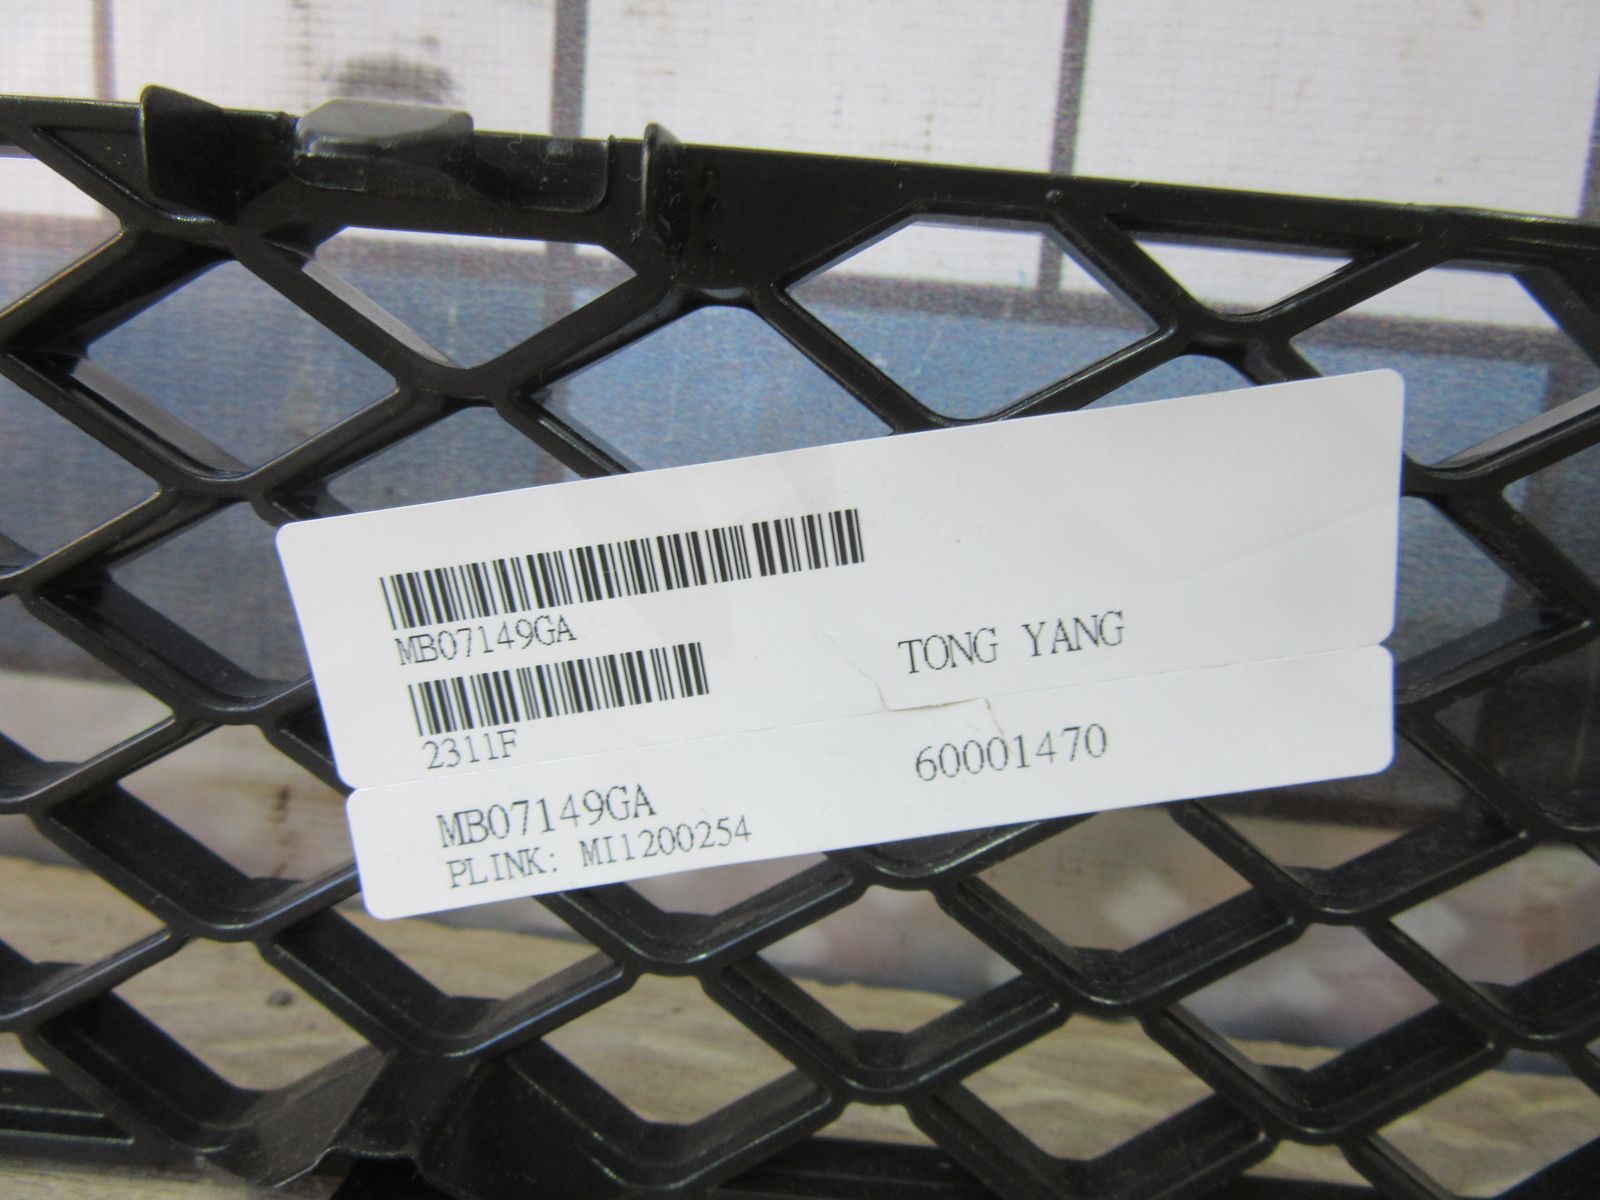 MB07149GA
2311F
TONG YANG
MB07149GA
60001470
PLINK: MI1200254